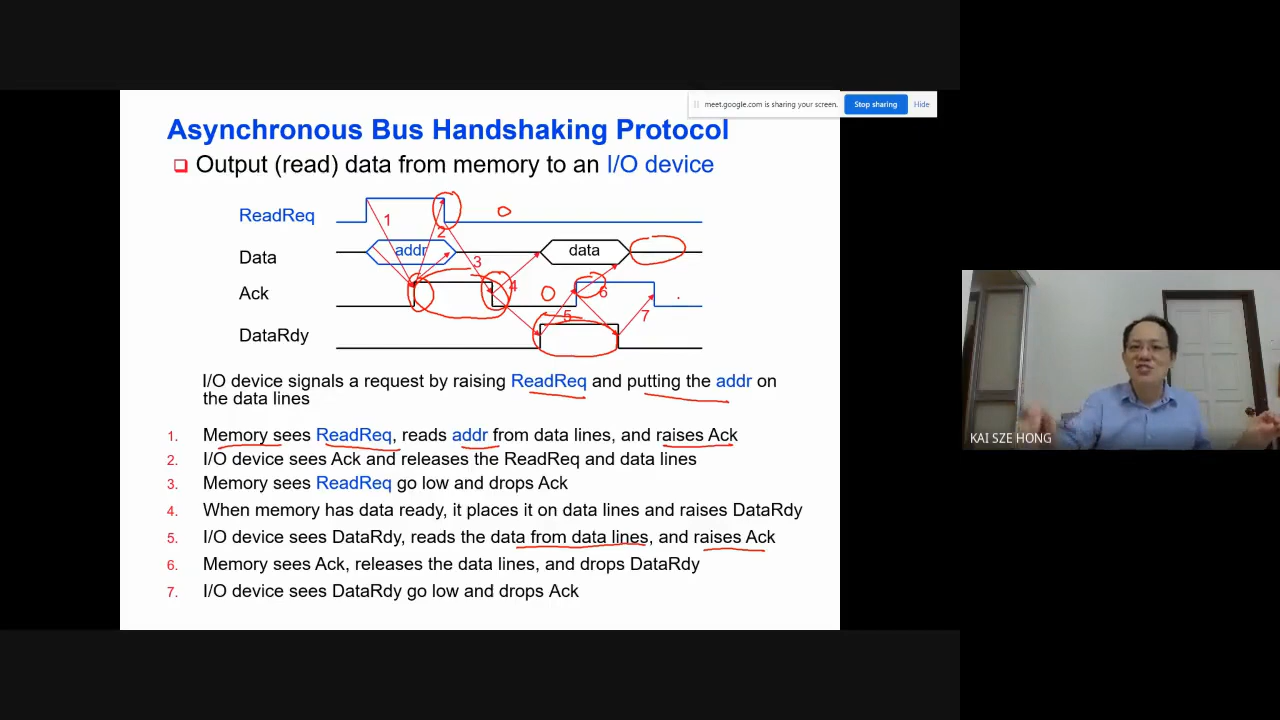 meet.google.com is sharing your screen.
Stop sharing
Hide
Asynchronous Bus Handshaking Protocol
Output (read) data from memory to an I/O device
ReadReq
1
2
Data
addr
data
3
Ack
4
6
DataRdy
5
7
I/O device signals a request by raising ReadReq and putting the addr on
the data lines
1. Memory sees ReadReq, reads addr from data lines, and raises Ack
2. I/O device sees Ack and releases the ReadReq and data lines
3. Memory sees ReadReq go low and drops Ack
4. When memory has data ready, it places it on data lines and raises DataRdy
5. I/O device sees DataRdy, reads the data from data lines, and raises Ack
6. Memory sees Ack, releases the data lines, and drops DataRdy
7. I/O device sees DataRdy go low and drops Ack
KAI SZE HONG